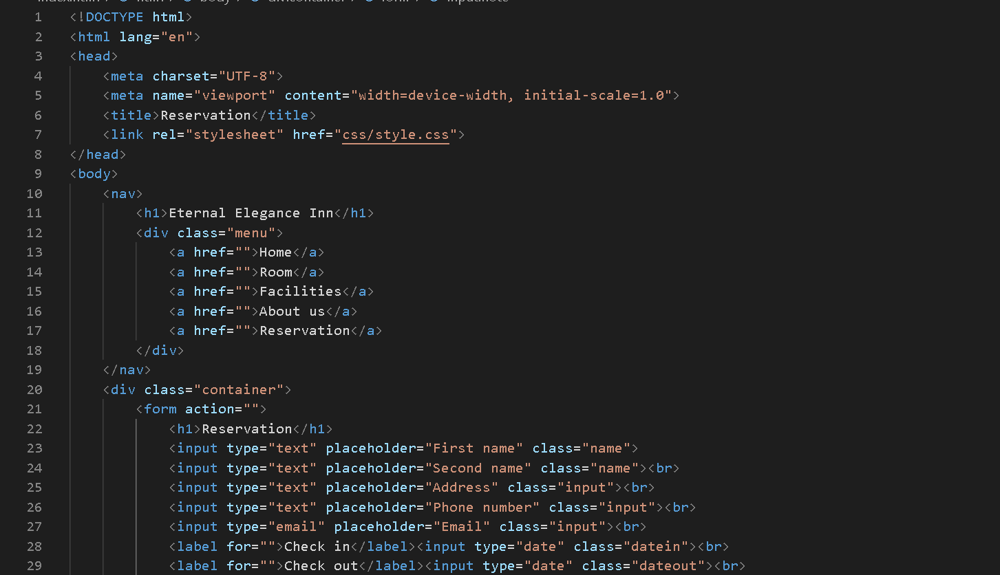 1 <!DOCTYPE html>
2 <html lang="en">
3 <head>
4 <meta charset="UTF-8">
5 <meta name="viewport" content="width=device-width, initial-scale=1.0">
6 <title>Reservation</title>
7 <link rel="stylesheet" href="css/style.css">
8 </head>
9 <body>
10 <nav>
11 <h1>Eternal Elegance Inn</h1>
12 <div class="menu">
13 <a href="">Home</a>
14 <a href="">Room</a>
15 <a href="">Facilities</a>
16 <a href="">About us</a>
17 <a href="">Reservation</a>
18 </div>
19 </nav>
20 <div class="container">
21 <form action="">
22 <h1>Reservation</h1>
23 <input type="text" placeholder="First name" class="name">
24 <input type="text" placeholder="Second name" class="name"><br>
25 <input type="text" placeholder="Address" class="input"><br>
26 <input type="text" placeholder="Phone number" class="input"><br>
27 <input type="email" placeholder="Email" class="input"><br>
28 <label for="">Check in</label><input type="date" class="datein"><br>
29 <label for="">Check out</label><input type="date" class="dateout"><br>